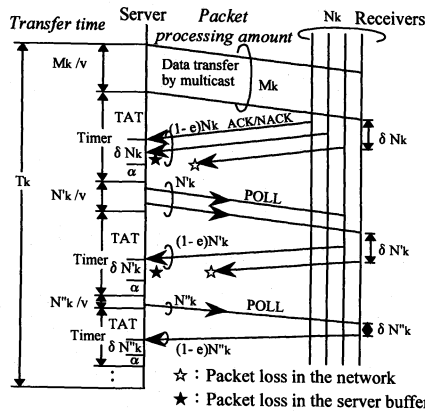 Transfer time
Server
Packet processing amount
Nk
Receivers
Mk /v
Data transfer by multicast
Mk
TAT
(1- e)Nk
ACK/NACK
Timer
δ Nk
δ Nk
α
Tk
N'k/v
N'k
POLL
TAT
(1- e)N'k
Timer
δ N'k
δ N'k
α
N"k/v
N"k
POLL
TAT
Timer
δ N"k
(1- e)N"k
δ N"k
α
☆ : Packet loss in the network
★ : Packet loss in the server buffer